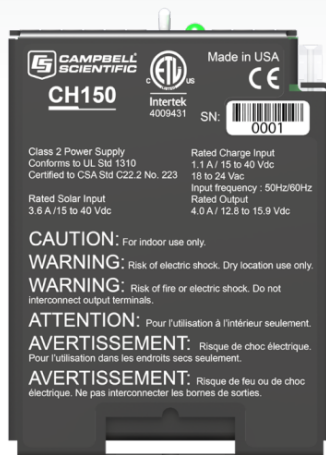 CAMPBELL
SCIENTIFIC
CH150
C ETL US
Intertek
4009431
Made in USA
CE
SN:
0001
Class 2 Power Supply
Conforms to UL Std 1310
Certified to CSA Std C22.2 No. 223
Rated Solar Input
3.6 A /15 to 40 Vdc
Rated Charge Input
1.1 A / 15 to 40 Vdc
18 to 24 Vac
Input frequency : 50Hz/60Hz
Rated Output
4.0 A / 12.8 to 15.9 Vdc
CAUTION: For indoor use only.
WARNING: Risk of electric shock. Dry location use only.
WARNING: Risk of fire or electric shock. Do not
interconnect output terminals.
ATTENTION: Pour l'utilisation à l'intérieur seulement.
AVERTISSEMENT: Risque de choc électrique.
Pour l'utilisation dans les endroits secs seulement.
AVERTISSEMENT: Risque de feu ou de choc
électrique. Ne pas interconnecter les bornes de sorties.